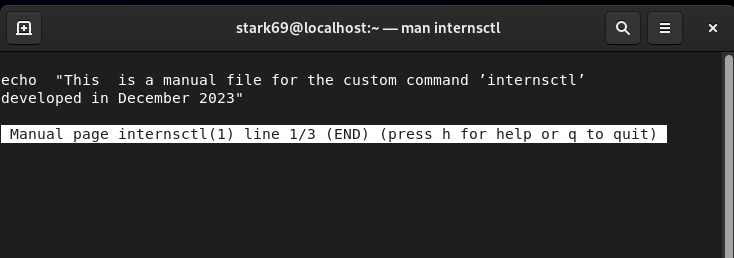 stark69@localhost:~ — man internsctl
echo  "This  is a manual file for the custom command ’internsctl’
developed in December 2023"
Manual page internsctl(1) line 1/3 (END) (press h for help or q to quit)